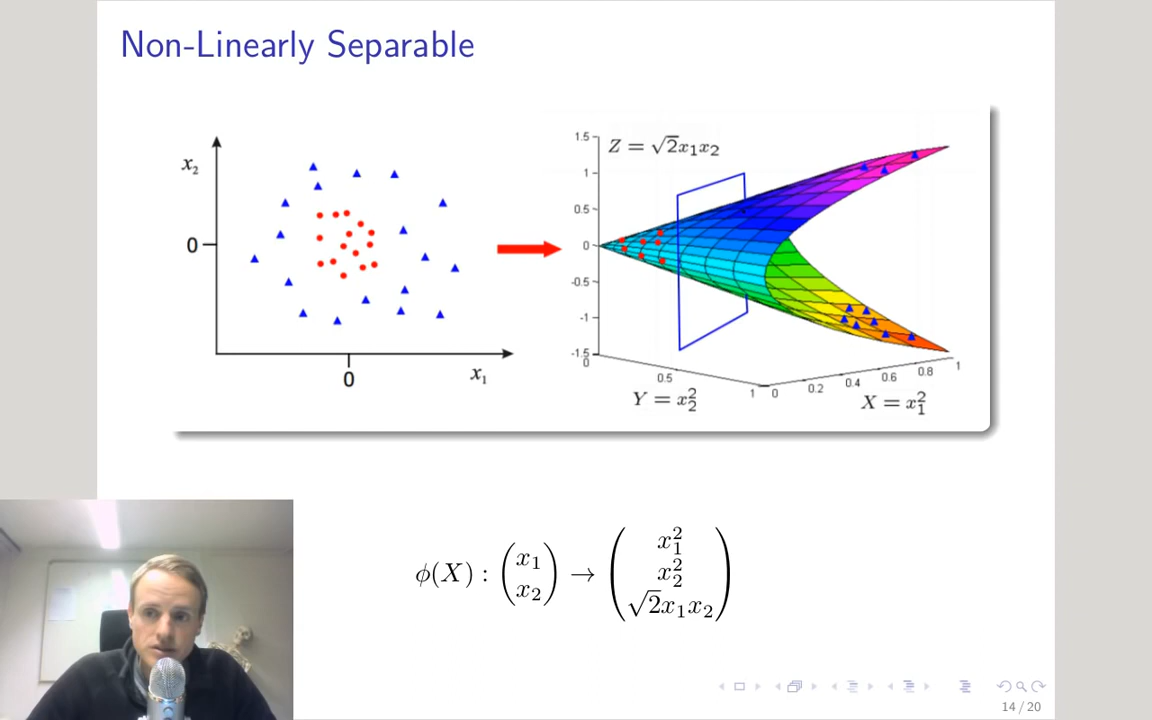 Non-Linearly Separable
x₂
0
0
x₁
1.5
1
0.5
0
-0.5
-1
-1.5
Z = √2x₁x₂
0
0.5
1
Y = x₂²
0
0.2
0.4
0.6
0.8
1
X = x₁²
ϕ(X) : (x₁ x₂) → (x₁² x₂² √2x₁x₂)
14 / 20